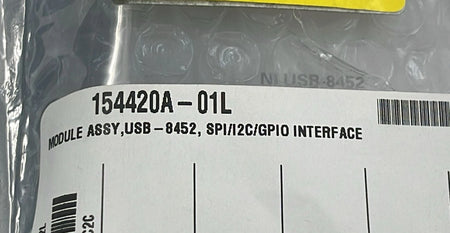 NI USB-8452
154420A-01L
MODULE ASSY,USB-8452, SPI/I2C/GPIO INTERFACE